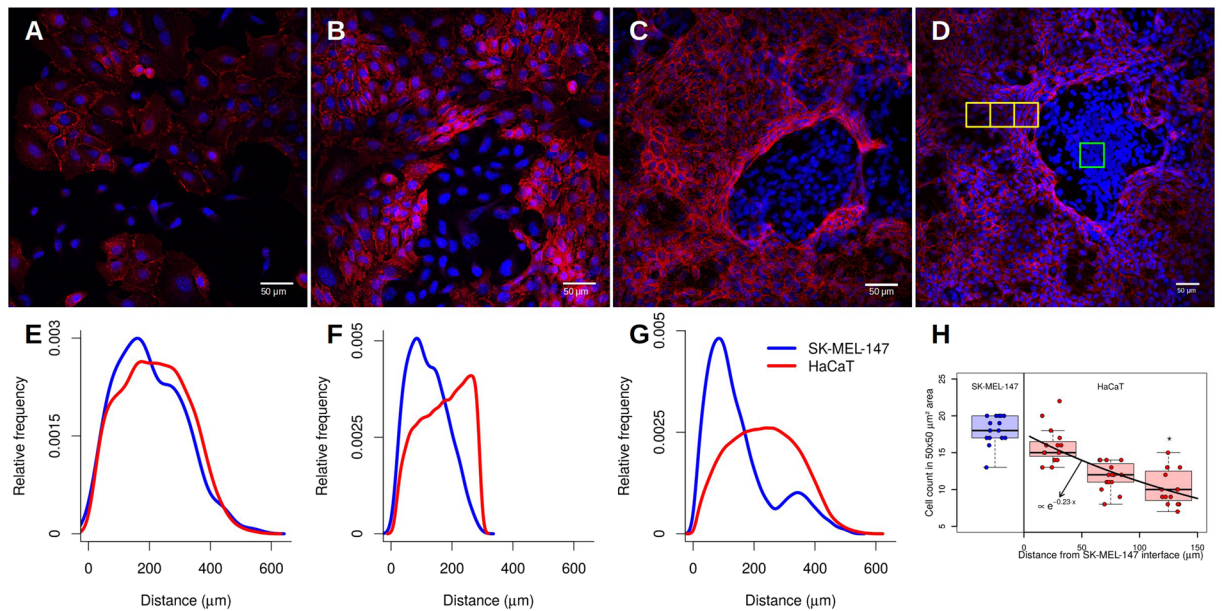 A
B
C
D
50 µm
50 µm
50 µm
50 µm
E
F
G
H
0.003
0.0015
0
Relative frequency
0 200 400 600
Distance (µm)
0.005
0.0025
0
Relative frequency
0 200 400 600
Distance (µm)
0.005
0.0025
0
Relative frequency
SK-MEL-147
HaCaT
0 200 400 600
Distance (µm)
SK-MEL-147
HaCaT
25
20
15
10
5
Cell count in 50x50 µm² area
*
∝ e^−0.23·x
0 50 100 150
Distance from SK-MEL-147 interface (µm)